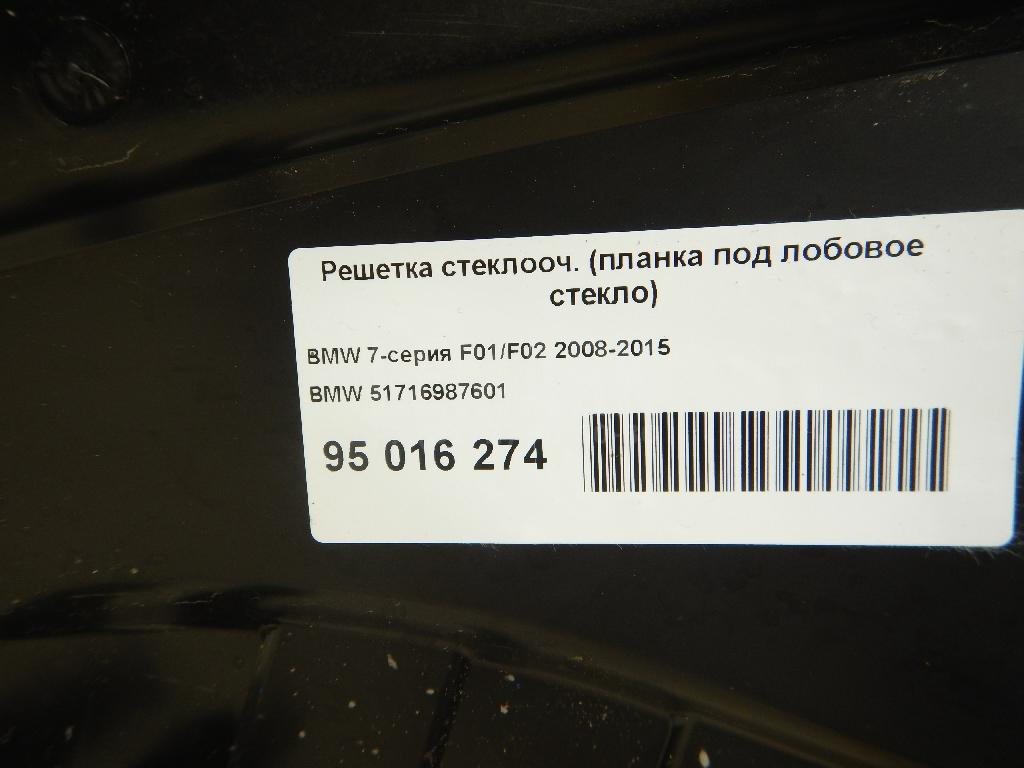 Решетка стеклооч. (планка под лобовое
стекло)
BMW 7-серия F01/F02 2008-2015
BMW 51716987601
95 016 274